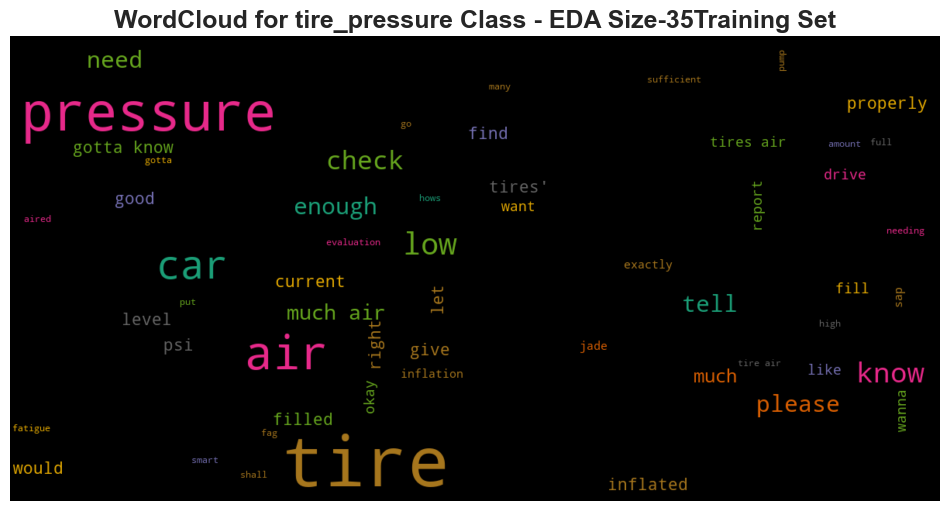 WordCloud for tire_pressure Class - EDA Size-35Training Set
need
pump
many
sufficient
pressure
properly
go
find
gotta know
tires air
amount
full
gotta
check
drive
tires'
good
enough
hows
want
report
aired
needing
evaluation
low
car
exactly
current
fill
let
sap
put
tell
much air
level
high
right
psi
give
jade
air
tire air
inflation
much
like
know
okay
please
wanna
filled
fatigue
fag
tire
would
smart
shall
inflated